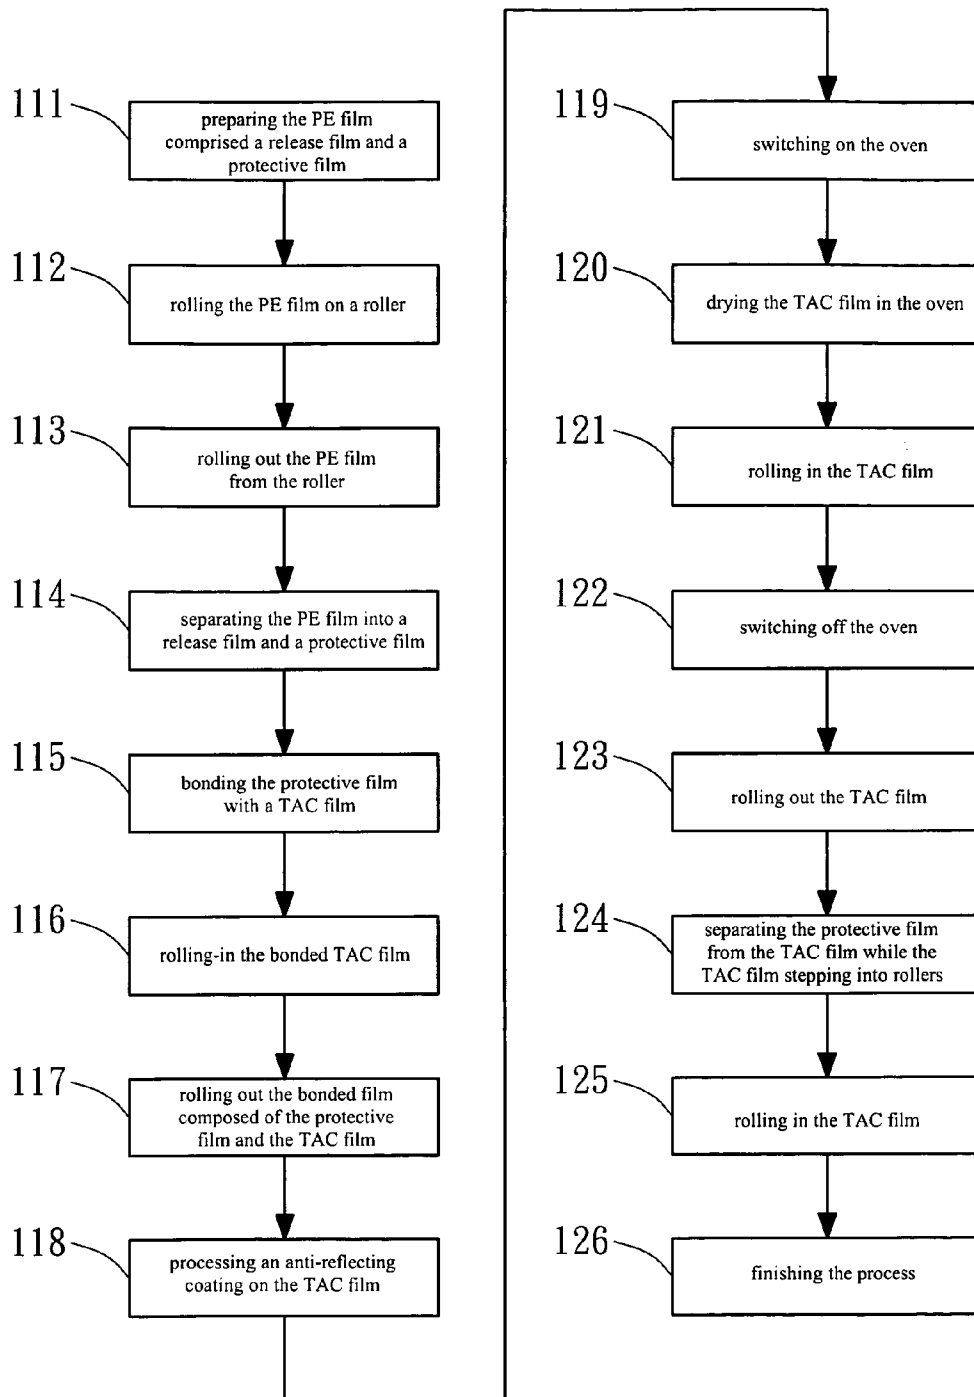 111
preparing the PE film
comprised a release film and a
protective film
112
rolling the PE film on a roller
113
rolling out the PE film
from the roller
114
separating the PE film into a
release film and a protective film
115
bonding the protective film
with a TAC film
116
rolling-in the bonded TAC film
117
rolling out the bonded film
composed of the protective
film and the TAC film
118
processing an anti-reflecting
coating on the TAC film
119
switching on the oven
120
drying the TAC film in the oven
121
rolling in the TAC film
122
switching off the oven
123
rolling out the TAC film
124
separating the protective film
from the TAC film while the
TAC film stepping into rollers
125
rolling in the TAC film
126
finishing the process